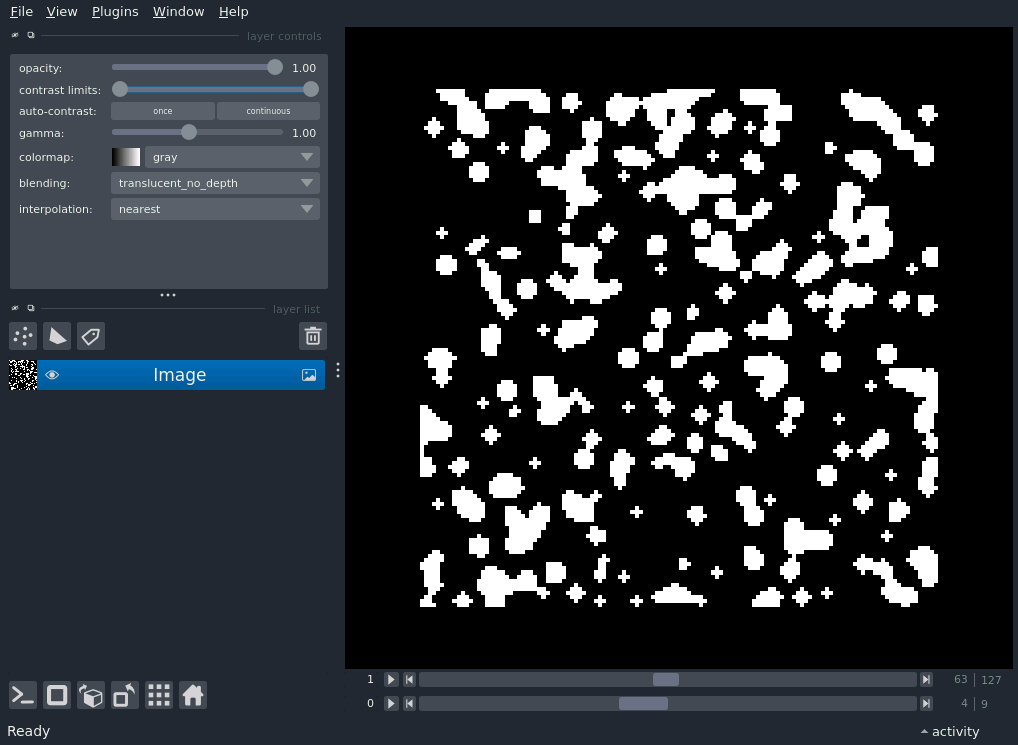 File View Plugins Window Help
layer controls
opacity: 1.00
contrast limits:
auto-contrast: once continuous
gamma: 1.00
colormap: gray
blending: translucent_no_depth
interpolation: nearest
layer list
Image
1 63 127
0 4 9
Ready activity